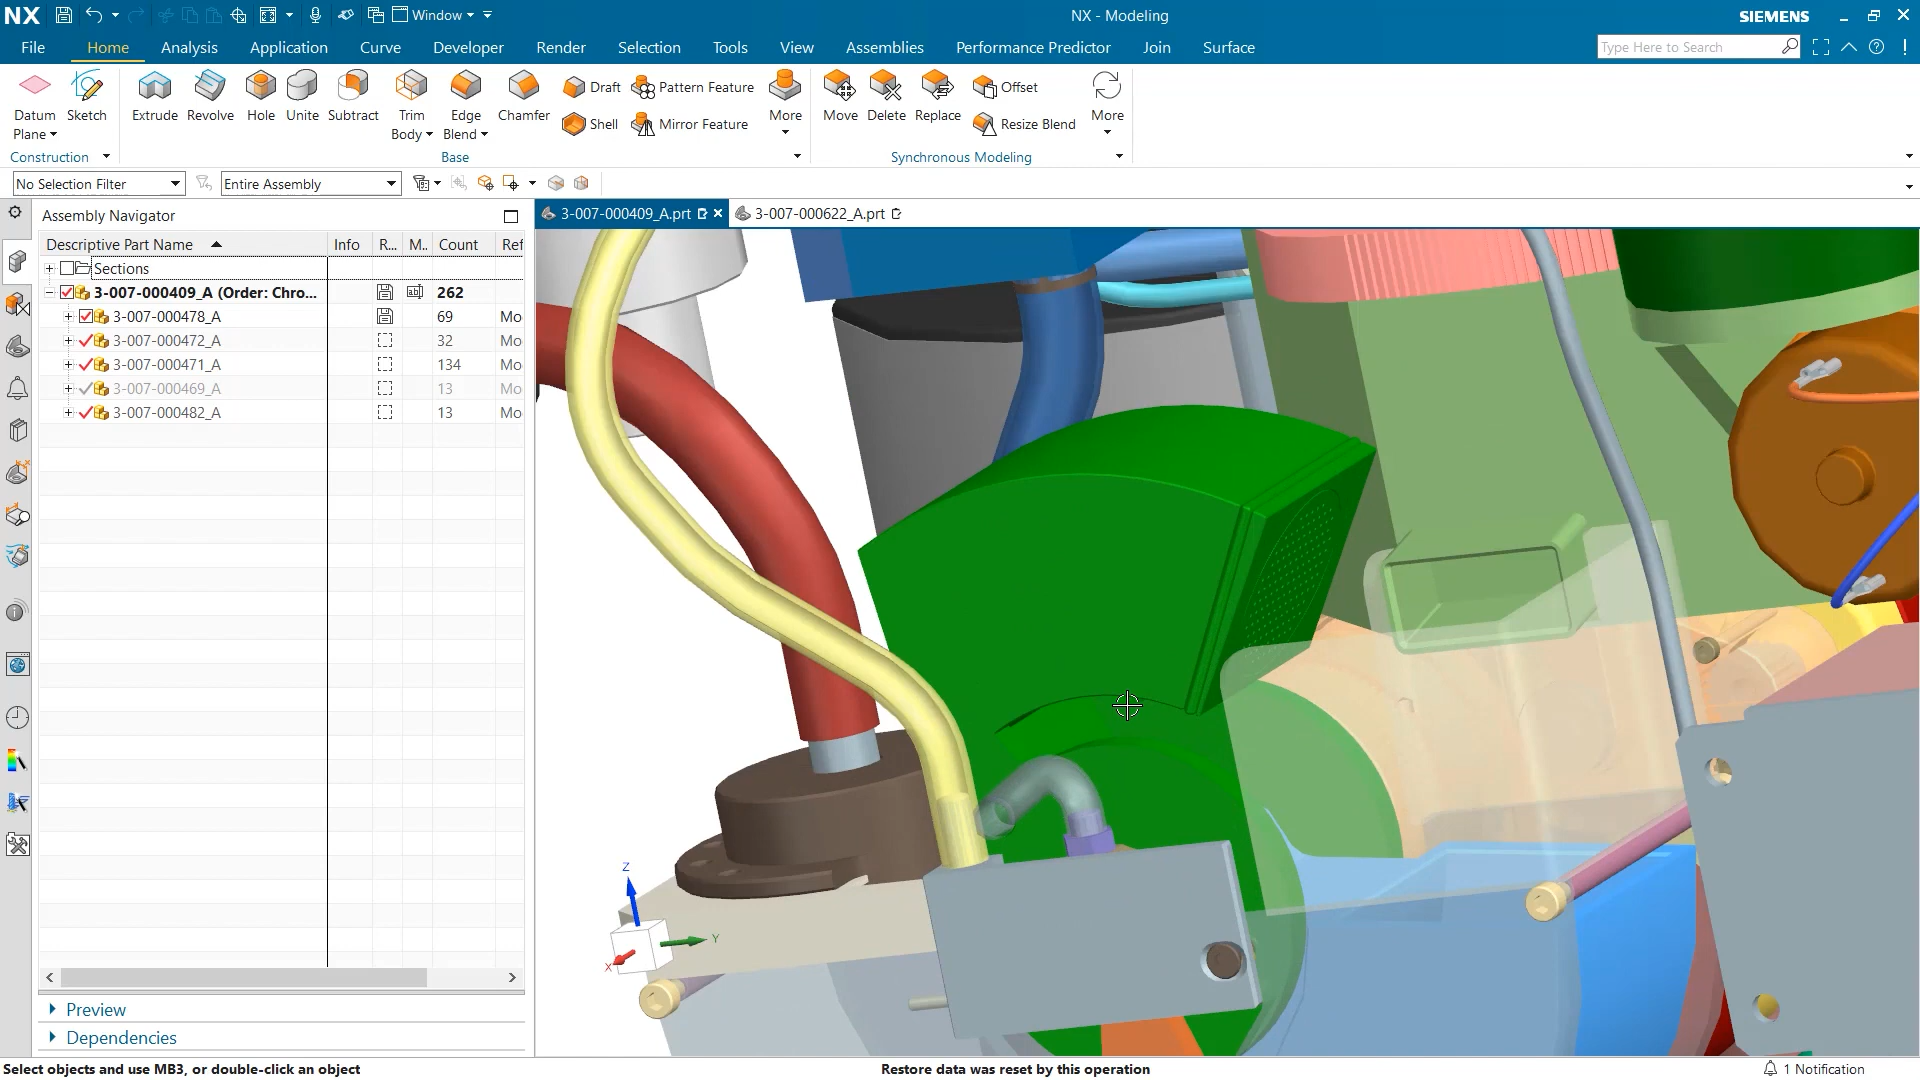 NX
Window
NX - Modeling
SIEMENS
File
Home
Analysis
Application
Curve
Developer
Render
Selection
Tools
View
Assemblies
Performance Predictor
Join
Surface
Type Here to Search
Datum Plane
Sketch
Extrude
Revolve
Hole
Unite
Subtract
Trim Body
Edge Blend
Chamfer
Draft
Shell
Pattern Feature
Mirror Feature
More
Move
Delete
Replace
Offset
Resize Blend
More
Construction
Base
Synchronous Modeling
No Selection Filter
Entire Assembly
Assembly Navigator
3-007-000409_A.prt
3-007-000622_A.prt
Descriptive Part Name
Info
R...
M..
Count
Ref
Sections
3-007-000409_A (Order: Chro...
262
3-007-000478_A
69
Mo
3-007-000472_A
32
Mo
3-007-000471_A
134
Mo
3-007-000469_A
13
Mo
3-007-000482_A
13
Mo
Z
Y
X
Preview
Dependencies
Select objects and use MB3, or double-click an object
Restore data was reset by this operation
1 Notification